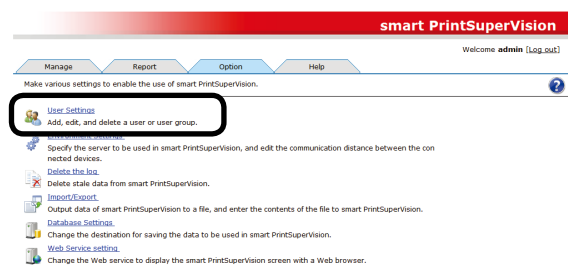 smart PrintSuperVision
Welcome admin [Log out]
Manage Report Option Help
Make various settings to enable the use of smart PrintSuperVision.
?
User Settings
Add, edit, and delete a user or user group.
Environment Settings
Specify the server to be used in smart PrintSuperVision, and edit the communication distance between the con
nected devices.
Delete the log
Delete stale data from smart PrintSuperVision.
Import/Export
Output data of smart PrintSuperVision to a file, and enter the contents of the file to smart PrintSuperVision.
Database Settings
Change the destination for saving the data to be used in smart PrintSuperVision.
Web Service setting
Change the Web service to display the smart PrintSuperVision screen with a Web browser.